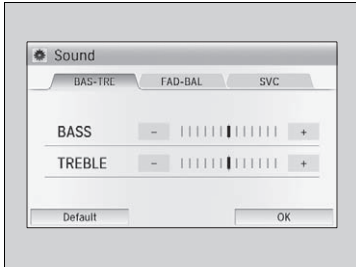 Sound
BAS-TRE FAD-BAL SVC
BASS - +
TREBLE - +
Default OK